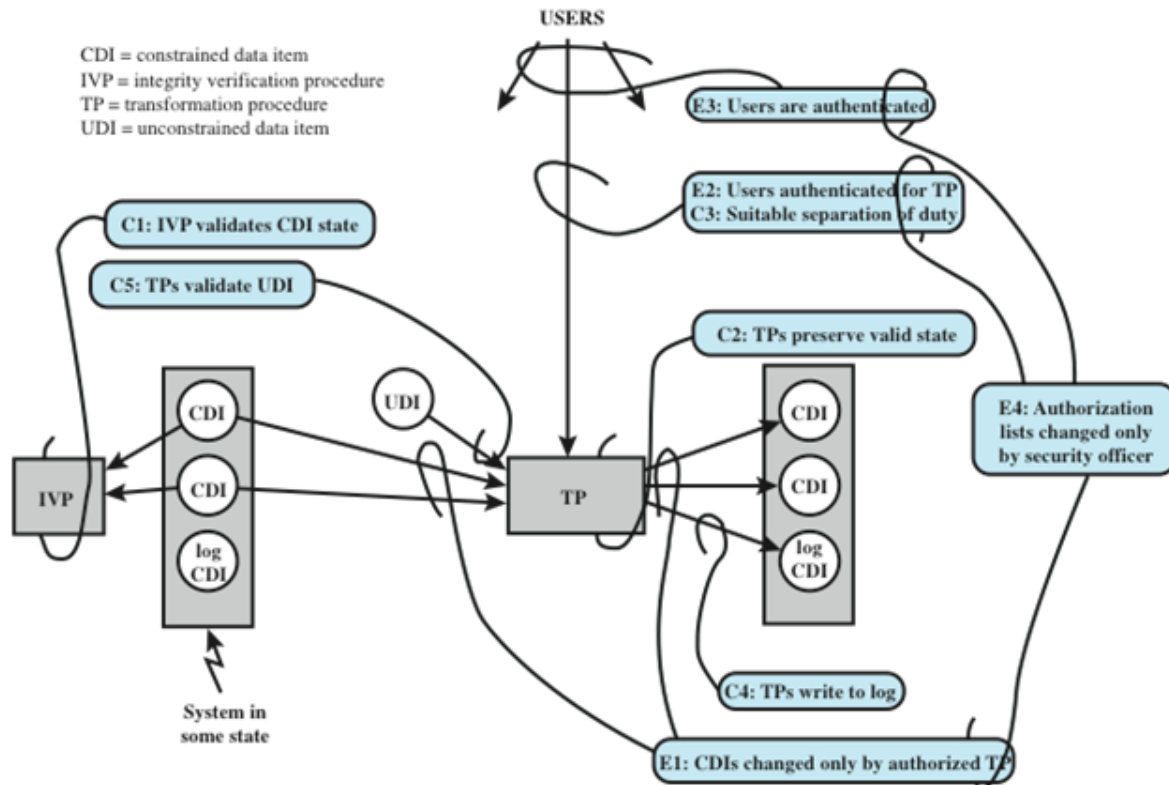 USERS
CDI = constrained data item
IVP = integrity verification procedure
TP = transformation procedure
UDI = unconstrained data item
E3: Users are authenticated
E2: Users authenticated for TP
C3: Suitable separation of duty
C1: IVP validates CDI state
C5: TPs validate UDI
C2: TPs preserve valid state
CDI
UDI
CDI
E4: Authorization
lists changed only
by security officer
IVP
CDI
TP
CDI
log
CDI
log
CDI
C4: TPs write to log
System in
some state
E1: CDIs changed only by authorized TP